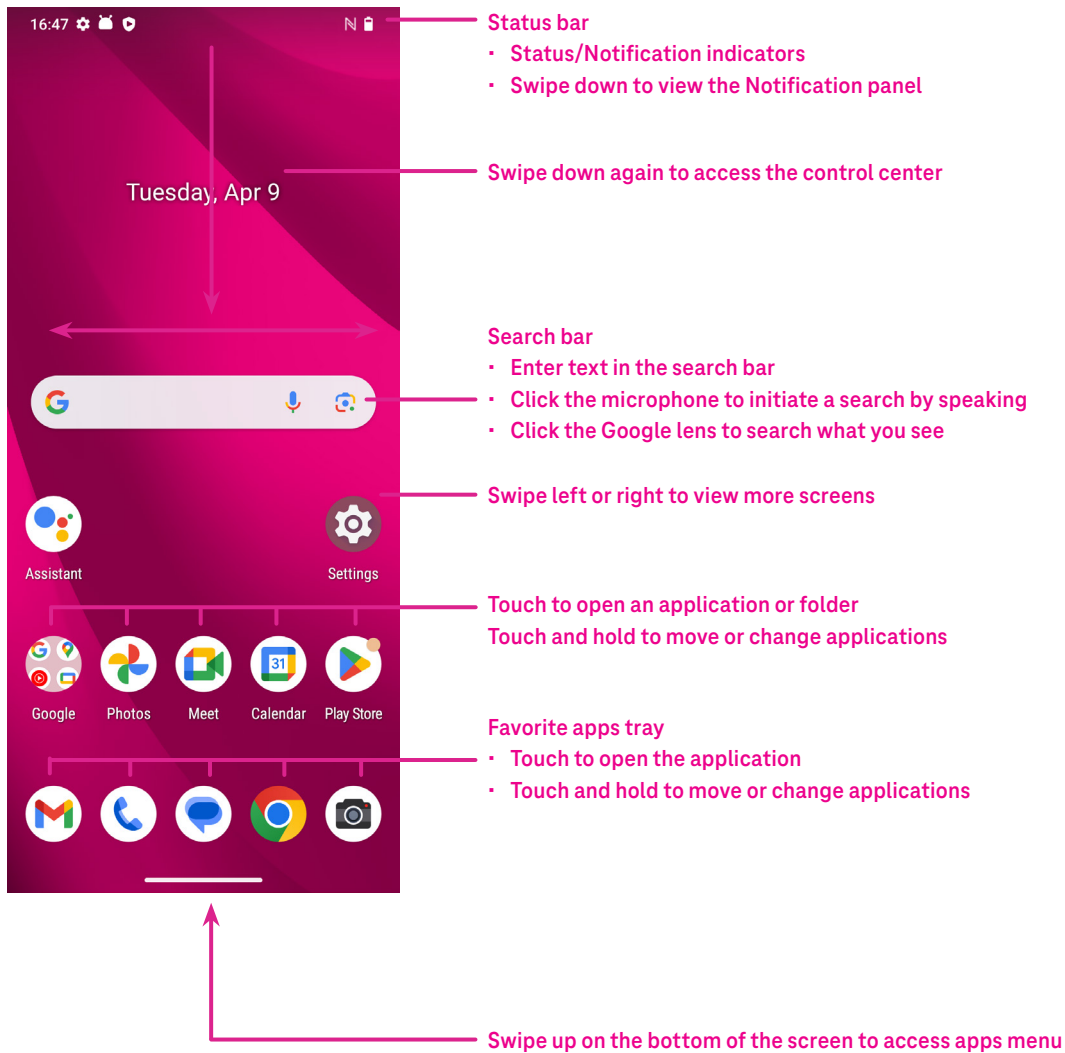 16:47
Status bar
· Status/Notification indicators
· Swipe down to view the Notification panel
Swipe down again to access the control center
Tuesday, Apr 9
Search bar
· Enter text in the search bar
· Click the microphone to initiate a search by speaking
· Click the Google lens to search what you see
Swipe left or right to view more screens
Assistant
Settings
Touch to open an application or folder
Touch and hold to move or change applications
31
Google
Photos
Meet
Calendar
Play Store
Favorite apps tray
· Touch to open the application
· Touch and hold to move or change applications
Swipe up on the bottom of the screen to access apps menu